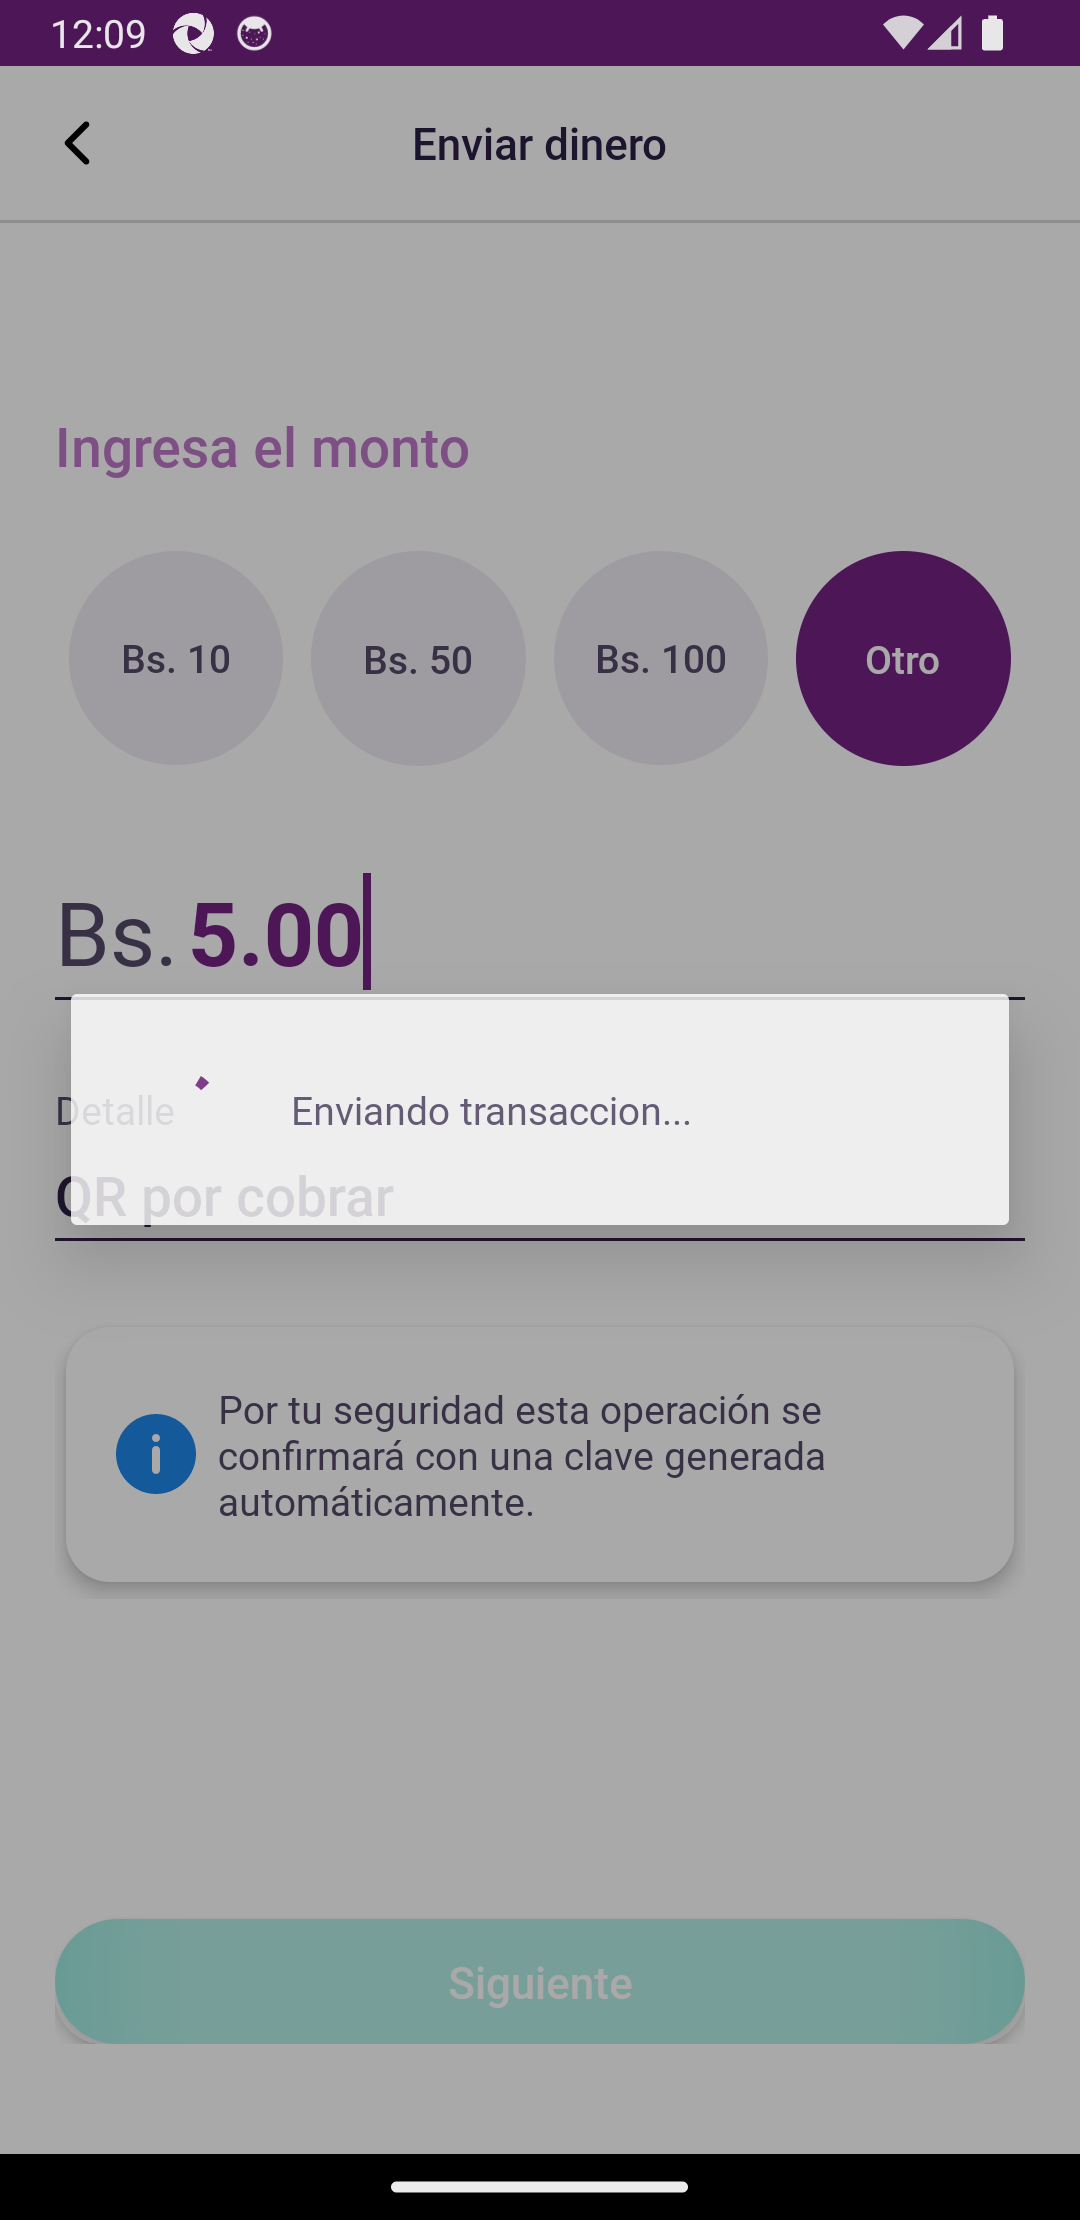 12:09
Enviar dinero
Ingresa el monto
Bs. 10
Bs. 50
Bs. 100
Otro
Bs. 5.00
Detalle
Enviando transaccion...
QR por cobrar
Por tu seguridad esta operación se
confirmará con una clave generada
automáticamente.
Siguiente